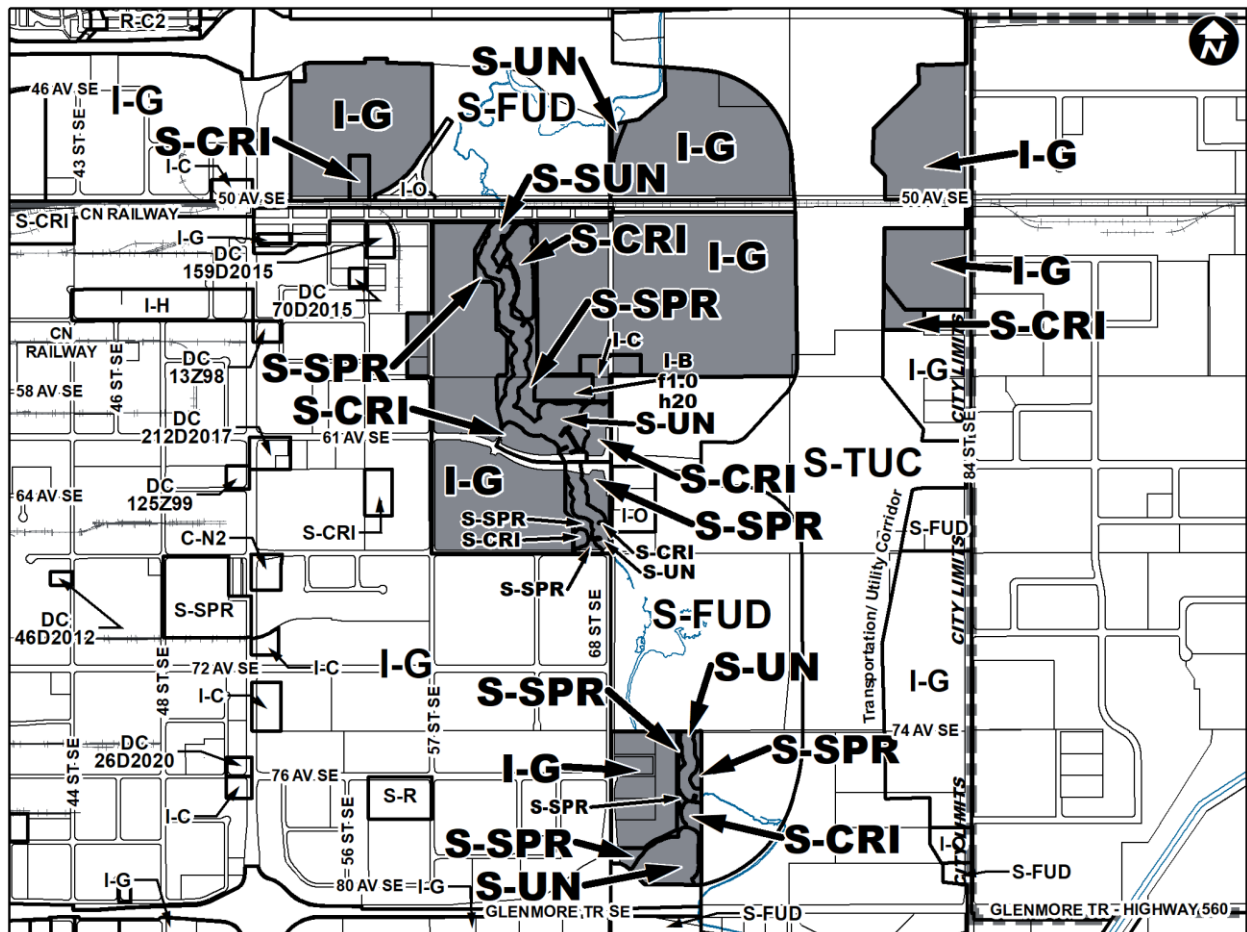 R-C2
N
46 AV SE
I-G
43 ST SE
I-G
S-CRI
I-C
S-UN
S-FUD
I-G
I-G
I-O
50 AV SE
50 AV SE
S-SUN
S-CRI
CN RAILWAY
I-G
S-CRI
I-G
I-G
DC
159D2015
DC
70D2015
I-H
S-SPR
S-CRI
CN
RAILWAY
I-C
S-SPR
I-B
f1.0
h20
I-G
CITY LIMITS
46 ST SE
DC
13Z98
58 AV SE
S-CRI
S-UN
84 ST SE
DC
212D2017
61 AV SE
S-CRI
S-TUC
I-G
64 AV SE
DC
125Z99
S-CRI
S-SPR
I-O
S-SPR
S-CRI
S-CRI
S-UN
S-FUD
C-N2
S-SPR
DC
46D2012
S-SPR
68 ST SE
S-FUD
Transportation/ Utility Corridor
CITY LIMITS
48 ST SE
72 AV SE
I-C
I-G
S-UN
S-SPR
I-G
I-C
57 ST SE
74 AV SE
DC
26D2020
S-SPR
44 ST SE
76 AV SE
I-G
S-R
S-SPR
I-C
S-CRI
CITY LIMITS
56 ST SE
S-SPR
I-O
S-UN
S-FUD
I-G
80 AV SE
I-G
GLENMORE TR SE
S-FUD
GLENMORE TR - HIGHWAY 560